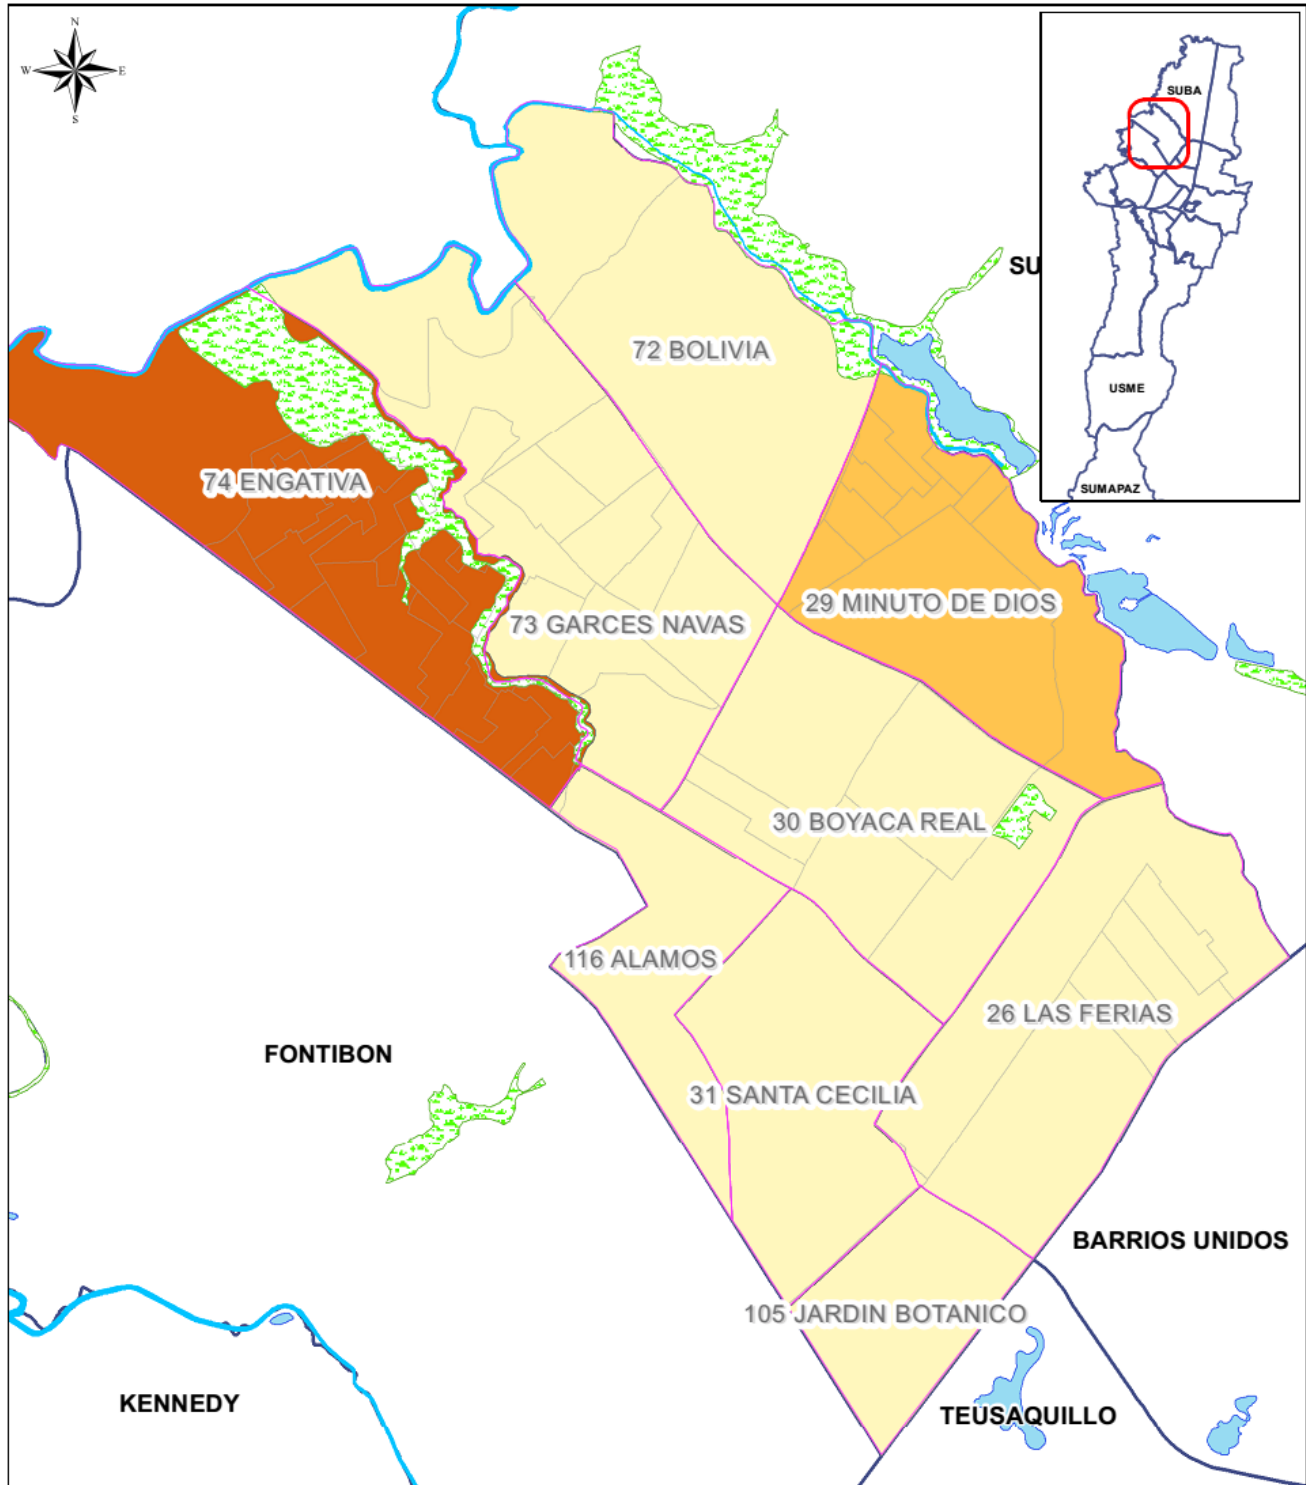 N
W E
S
SUBA
SU
72 BOLIVIA
USME
74 ENGATIVA
SUMAPAZ
29 MINUTO DE DIOS
73 GARCES NAVAS
30 BOYACA REAL
116 ALAMOS
26 LAS FERIAS
FONTIBON
31 SANTA CECILIA
BARRIOS UNIDOS
105 JARDIN BOTANICO
KENNEDY
TEUSAQUILLO